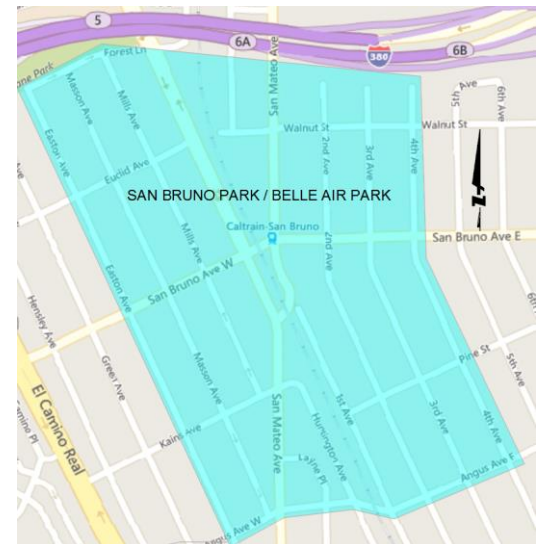 5
6A
380
6B
one Park
Forest Ln
San Mateo Ave
5th Ave
6th Ave
Masson Ave
Mills Ave
Walnut St
Walnut St
2nd Ave
3rd Ave
4th Ave
Easton Ave
Euclid Ave
SAN BRUNO PARK / BELLE AIR PARK
Caltrain-San Bruno
Mills Ave
2nd Ave
San Bruno Ave E
Easton Ave
San Bruno Ave W
Hensley Ave
Green Ave
Masson Ave
6th
Pine St
5th Ave
El Camino Real
Camino Pl
1st Ave
3rd Ave
4th Ave
Kains Ave
San Mateo Ave
Huntington Ave
Angus Ave E
Angus Ave W